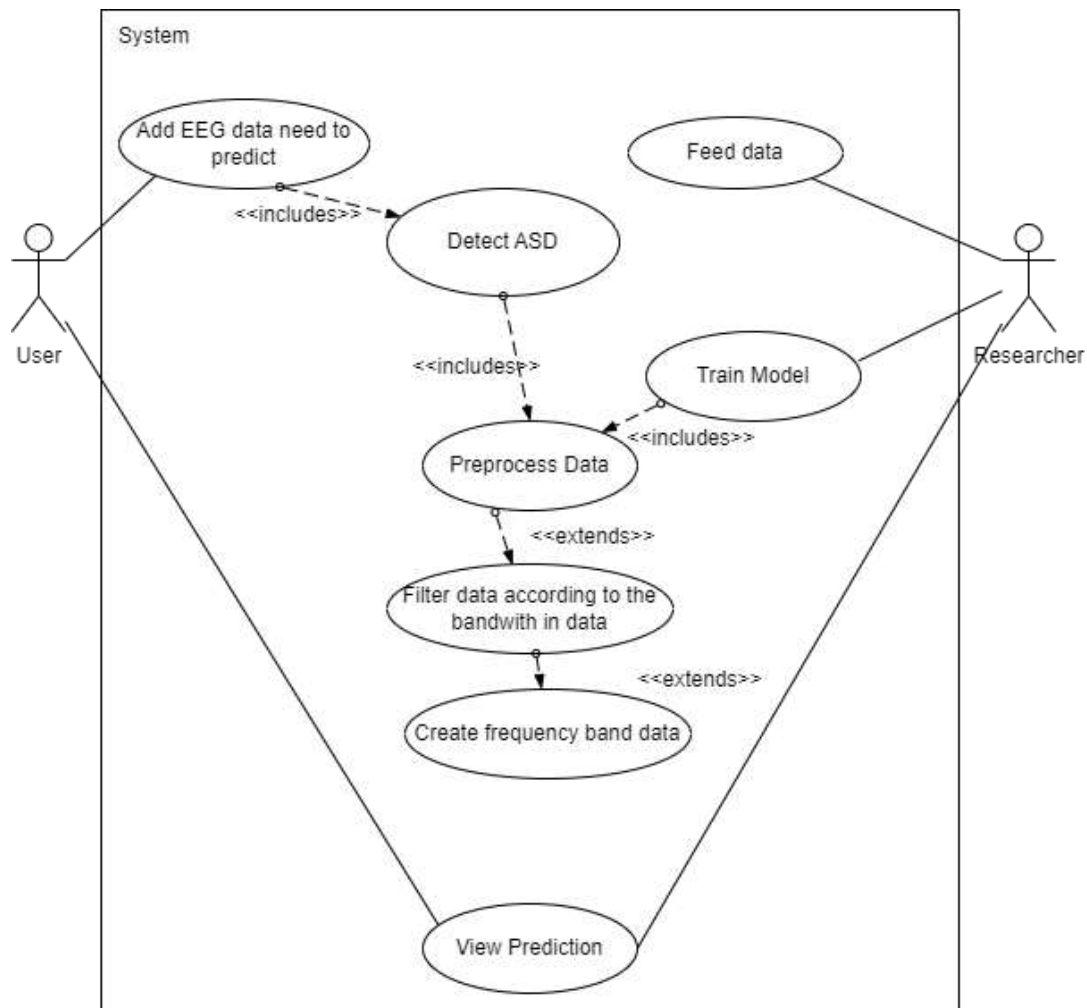 System
Add EEG data need to
predict
Feed data
<<includes>>
Detect ASD
User
Researcher
<<includes>>
Train Model
<<includes>>
Preprocess Data
<<extends>>
Filter data according to the
bandwith in data
<<extends>>
Create frequency band data
View Prediction